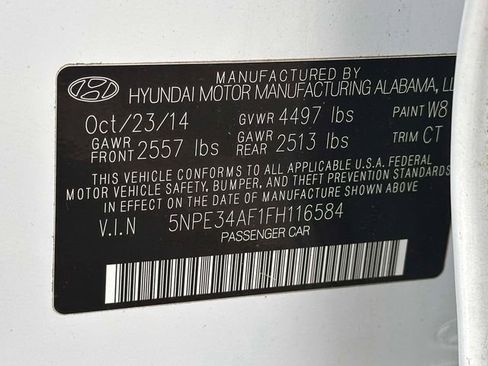 MANUFACTURED BY
HYUNDAI MOTOR MANUFACTURING ALABAMA, LL
Oct/23/14 GVWR 4497 lbs PAINT W8
GAWR FRONT 2557 lbs GAWR REAR 2513 lbs TRIM CT
THIS VEHICLE CONFORMS TO ALL APPLICABLE U.S.A. FEDERAL
MOTOR VEHICLE SAFETY, BUMPER, AND THEFT PREVENTION STANDARDS
IN EFFECT ON THE DATE OF MANUFACTURE SHOWN ABOVE.
V.I.N 5NPE34AF1FH116584
PASSENGER CAR